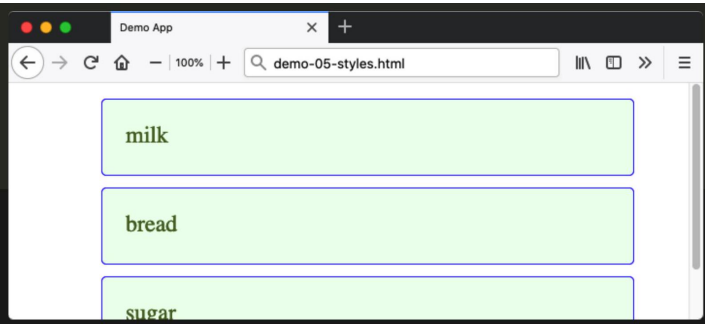 Demo App
100%
demo-05-styles.html
milk
bread
sugar